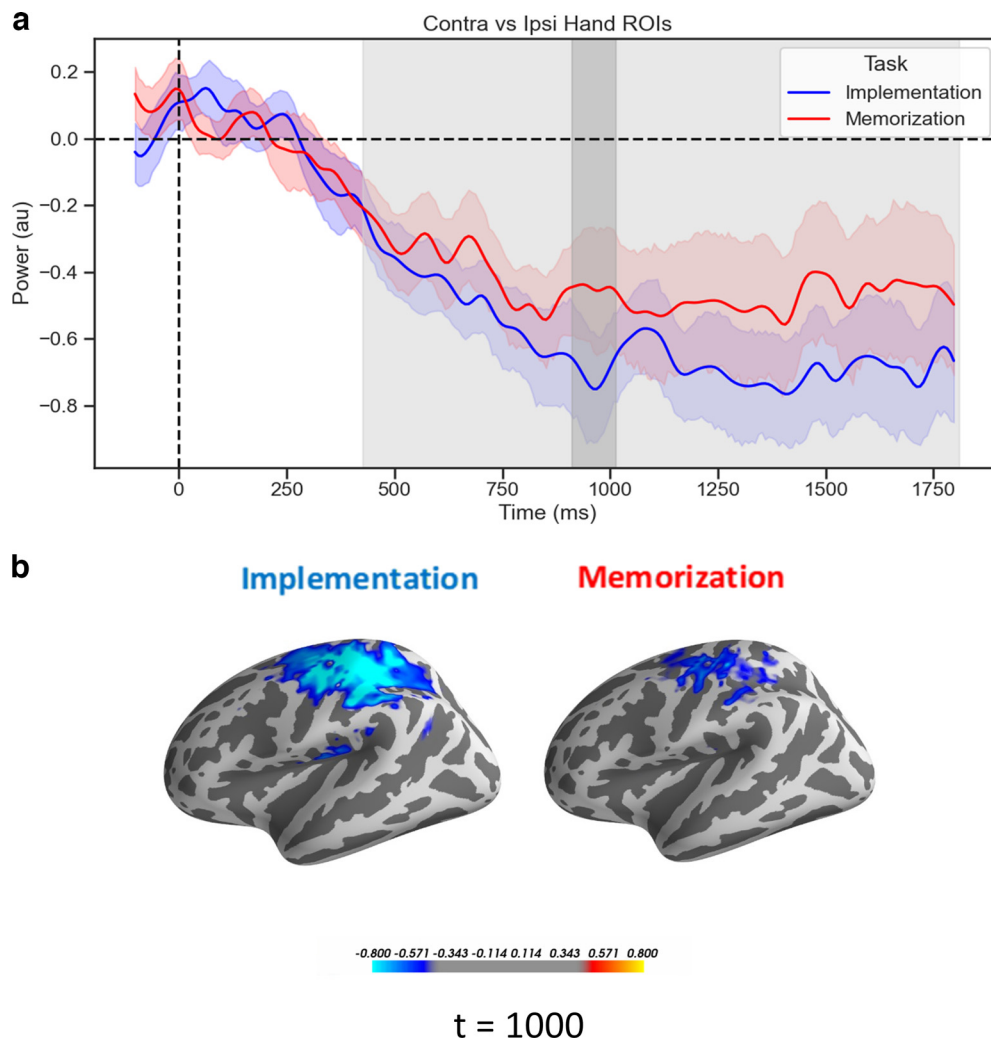 a
Contra vs Ipsi Hand ROIs
Task
Implementation
Memorization
Power (au)
0.2
0.0
−0.2
−0.4
−0.6
−0.8
0 250 500 750 1000 1250 1500 1750
Time (ms)
b
Implementation Memorization
-0.800 -0.571 -0.343 -0.114 0.114 0.343 0.571 0.800
t = 1000